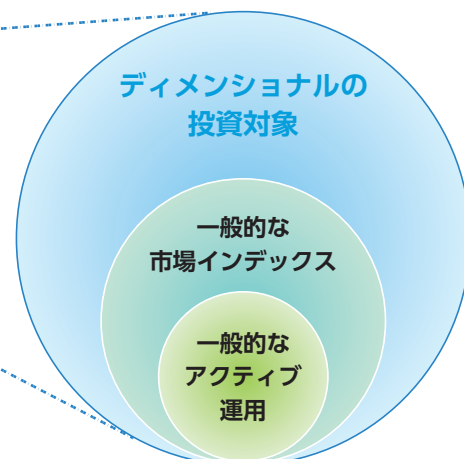 ディメンショナルの
投資対象
一般的な
市場インデックス
一般的な
アクティブ
運用